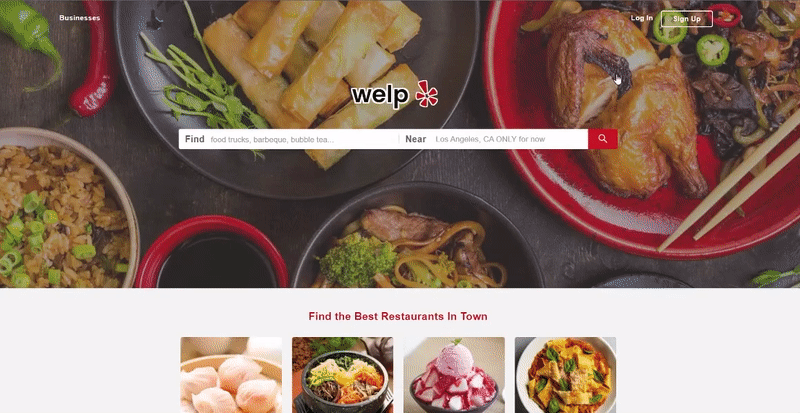 Businesses
Log In
Sign Up
welp
Find food trucks, barbeque, bubble tea... Near Los Angeles, CA ONLY for now
Find the Best Restaurants In Town